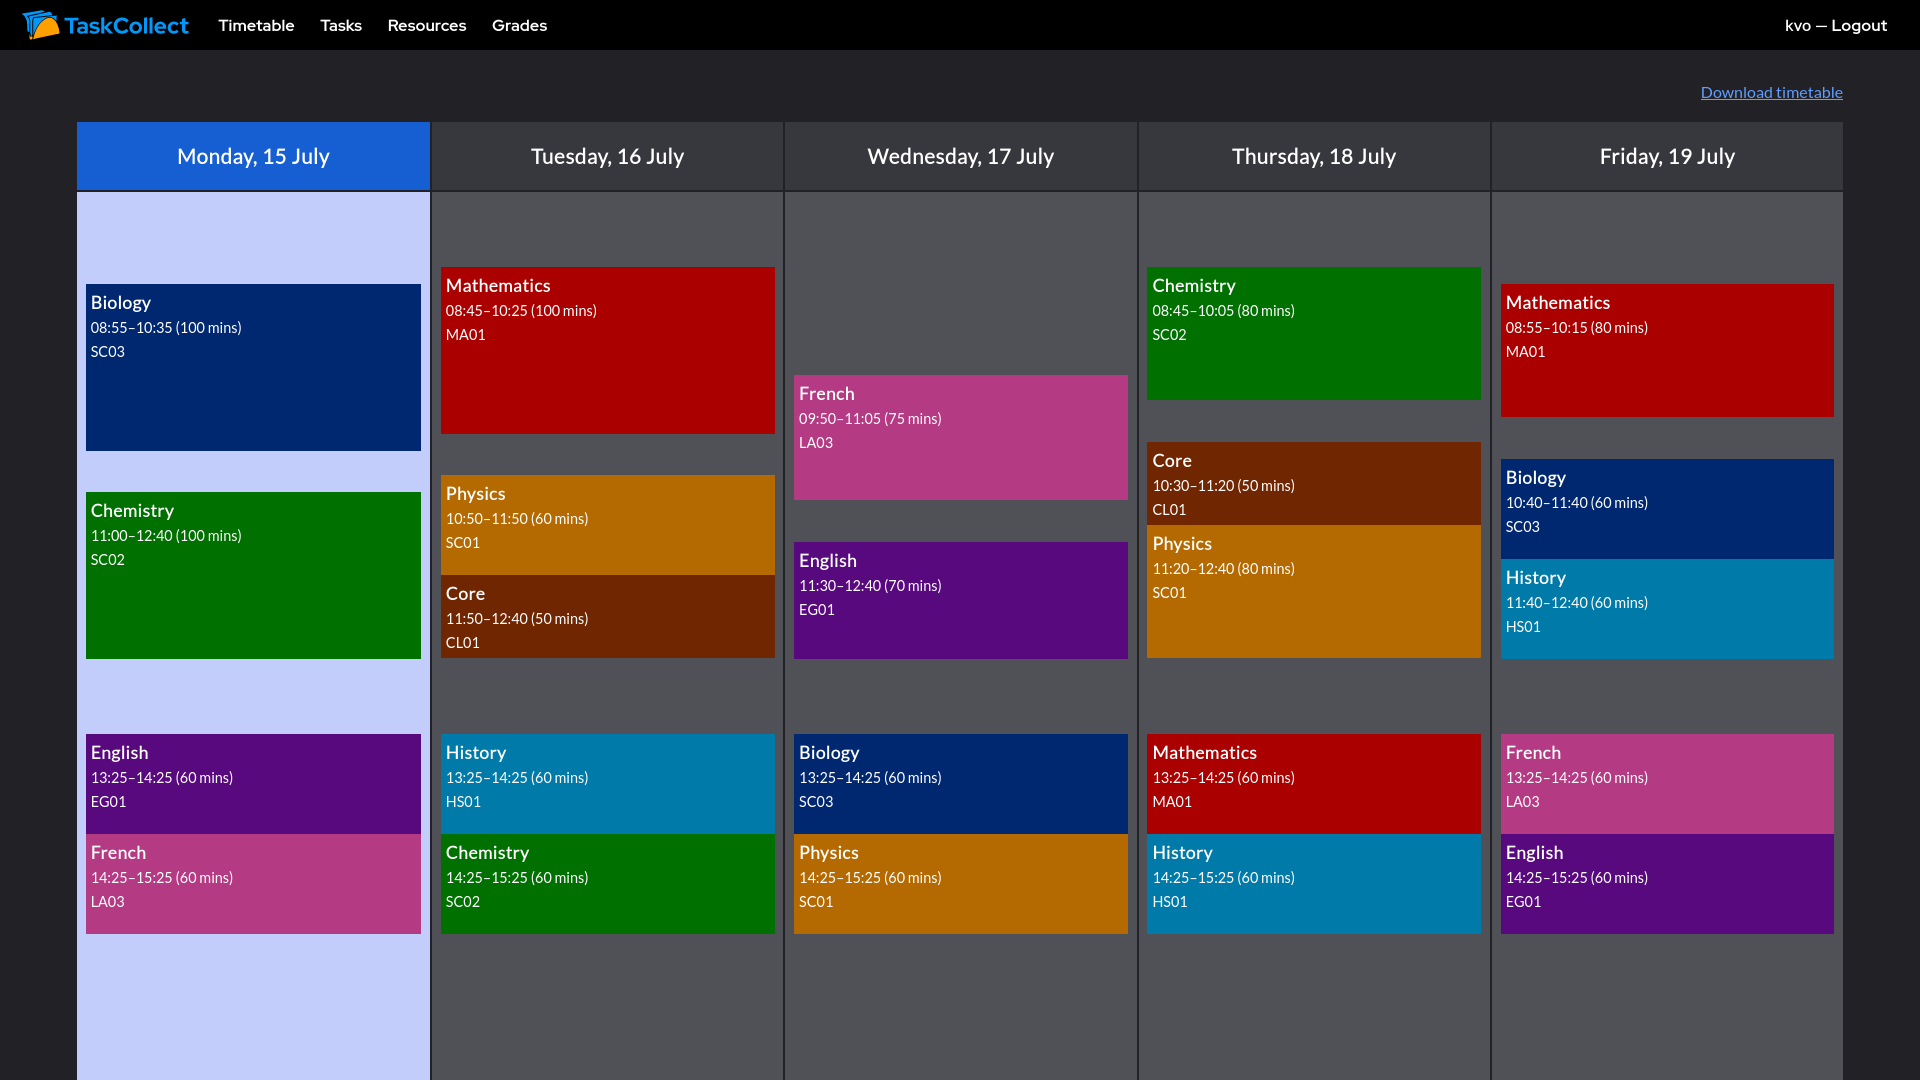 TaskCollect
Timetable
Tasks
Resources
Grades
kvo — Logout
Download timetable
Monday, 15 July
Biology
08:55–10:35 (100 mins)
SC03
Chemistry
11:00–12:40 (100 mins)
SC02
English
13:25–14:25 (60 mins)
EG01
French
14:25–15:25 (60 mins)
LA03
Tuesday, 16 July
Mathematics
08:45–10:25 (100 mins)
MA01
Physics
10:50–11:50 (60 mins)
SC01
Core
11:50–12:40 (50 mins)
CL01
History
13:25–14:25 (60 mins)
HS01
Chemistry
14:25–15:25 (60 mins)
SC02
Wednesday, 17 July
French
09:50–11:05 (75 mins)
LA03
English
11:30–12:40 (70 mins)
EG01
Biology
13:25–14:25 (60 mins)
SC03
Physics
14:25–15:25 (60 mins)
SC01
Thursday, 18 July
Chemistry
08:45–10:05 (80 mins)
SC02
Core
10:30–11:20 (50 mins)
CL01
Physics
11:20–12:40 (80 mins)
SC01
Mathematics
13:25–14:25 (60 mins)
MA01
History
14:25–15:25 (60 mins)
HS01
Friday, 19 July
Mathematics
08:55–10:15 (80 mins)
MA01
Biology
10:40–11:40 (60 mins)
SC03
History
11:40–12:40 (60 mins)
HS01
French
13:25–14:25 (60 mins)
LA03
English
14:25–15:25 (60 mins)
EG01